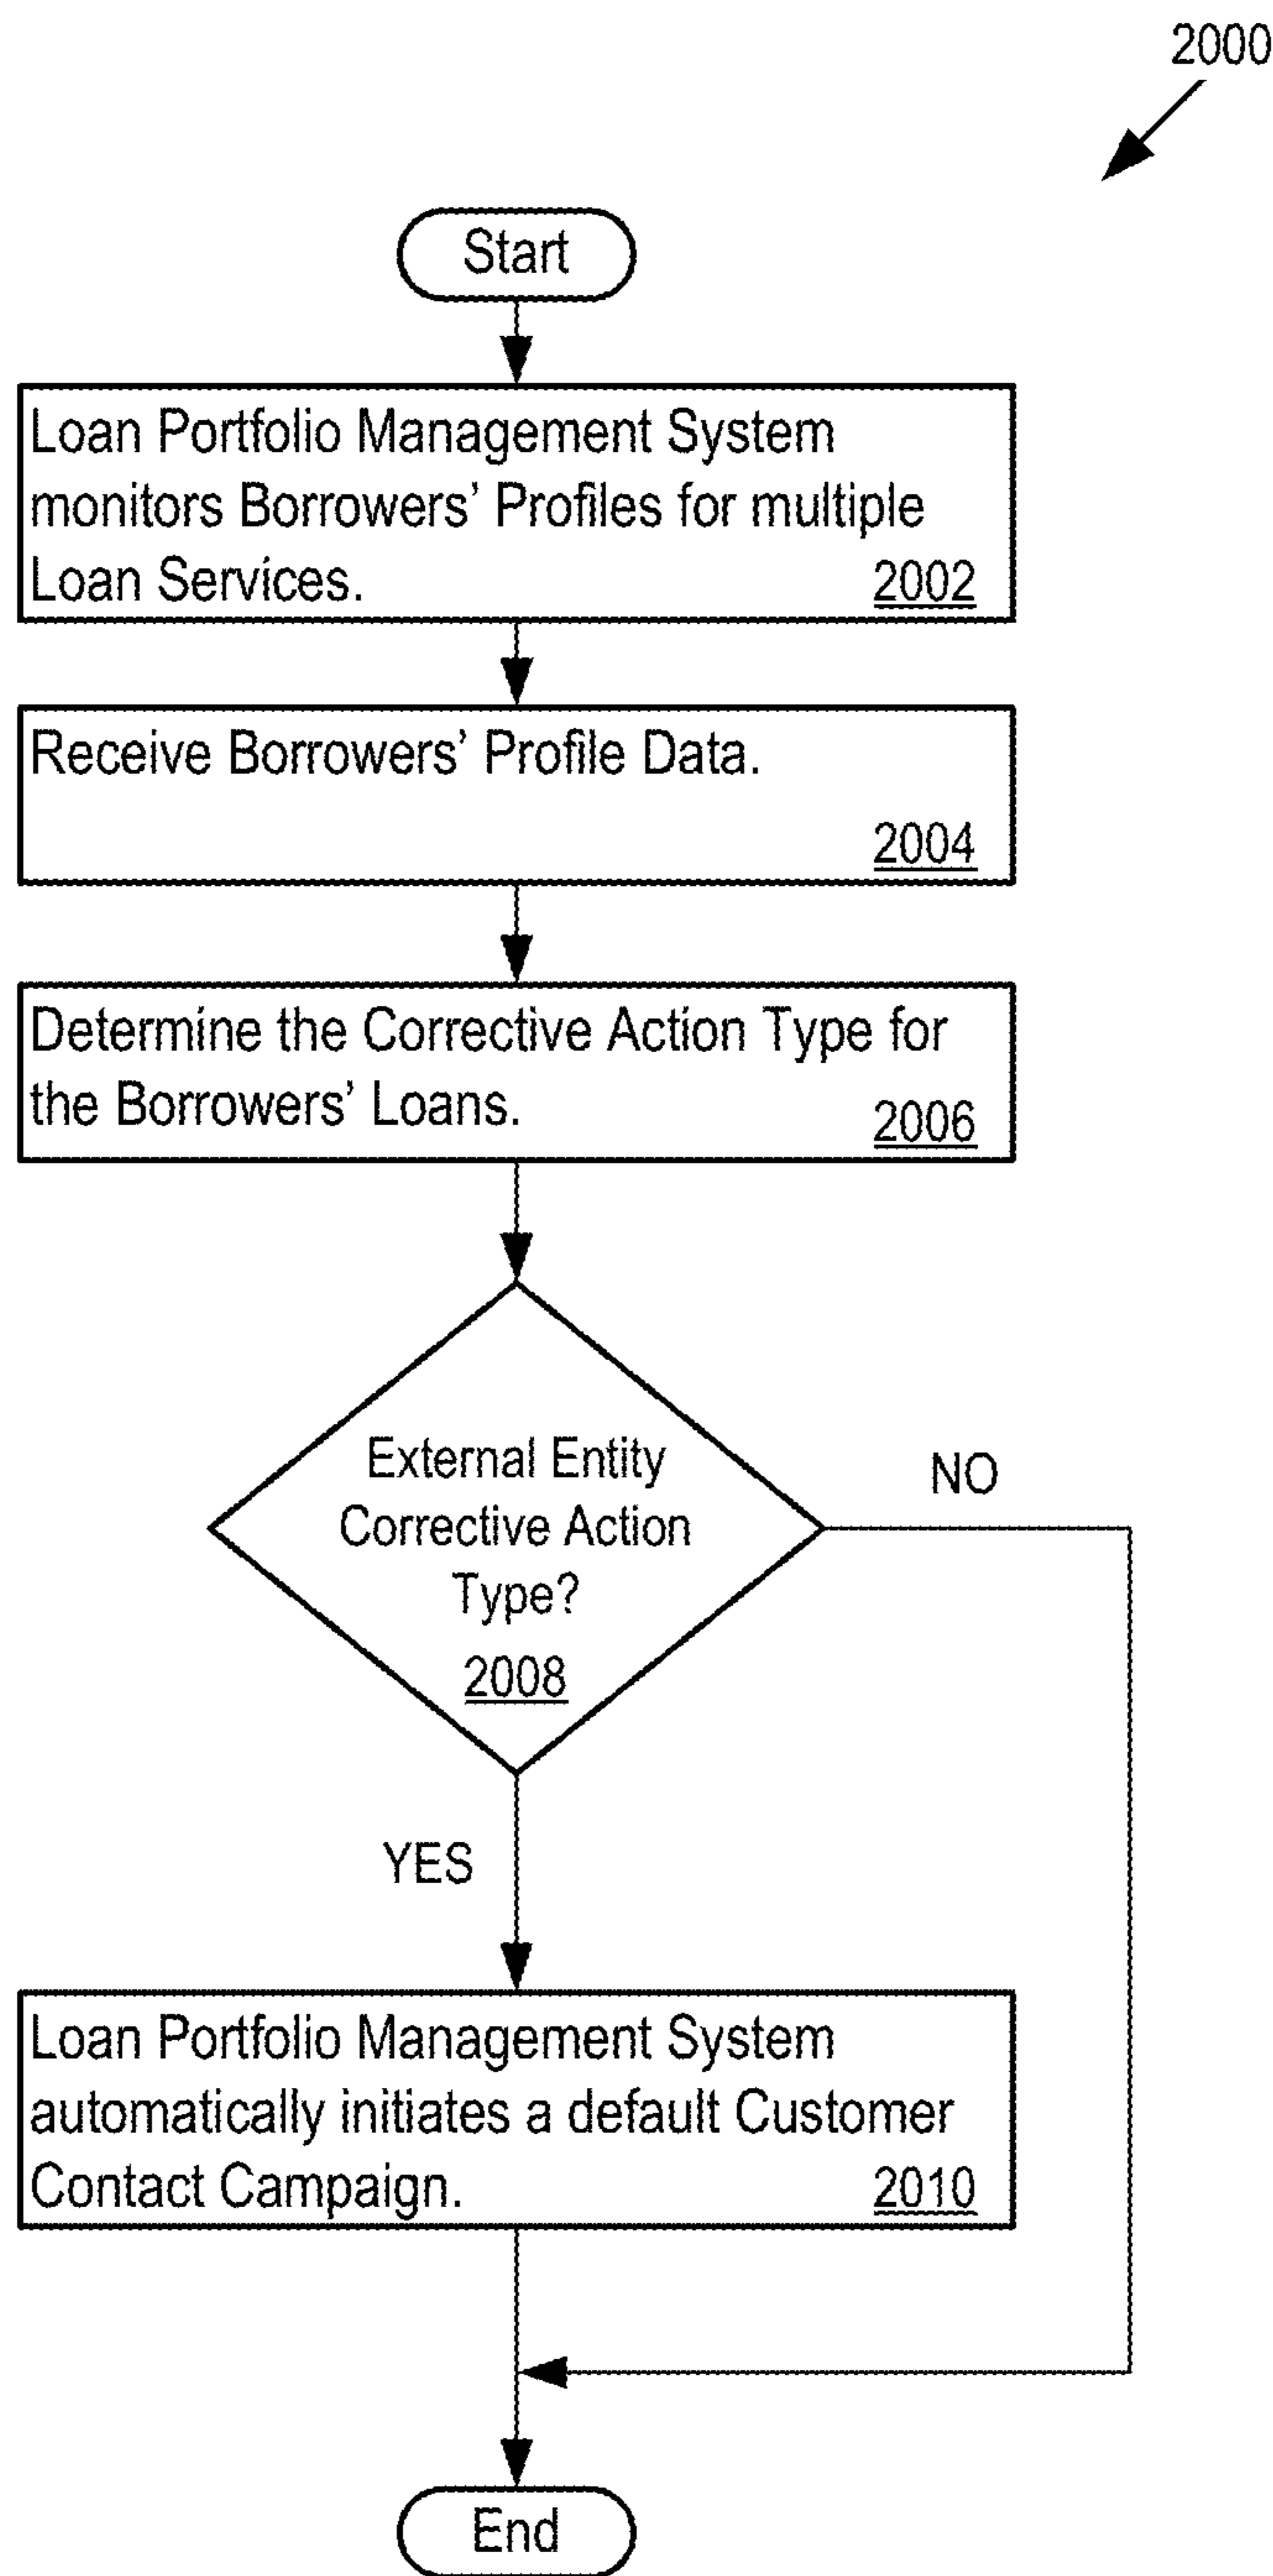 2000
Start
Loan Portfolio Management System
monitors Borrowers’ Profiles for multiple
Loan Services. 2002
Receive Borrowers’ Profile Data.
2004
Determine the Corrective Action Type for
the Borrowers’ Loans. 2006
External Entity
Corrective Action
Type?
2008
NO
YES
Loan Portfolio Management System
automatically initiates a default Customer
Contact Campaign. 2010
End